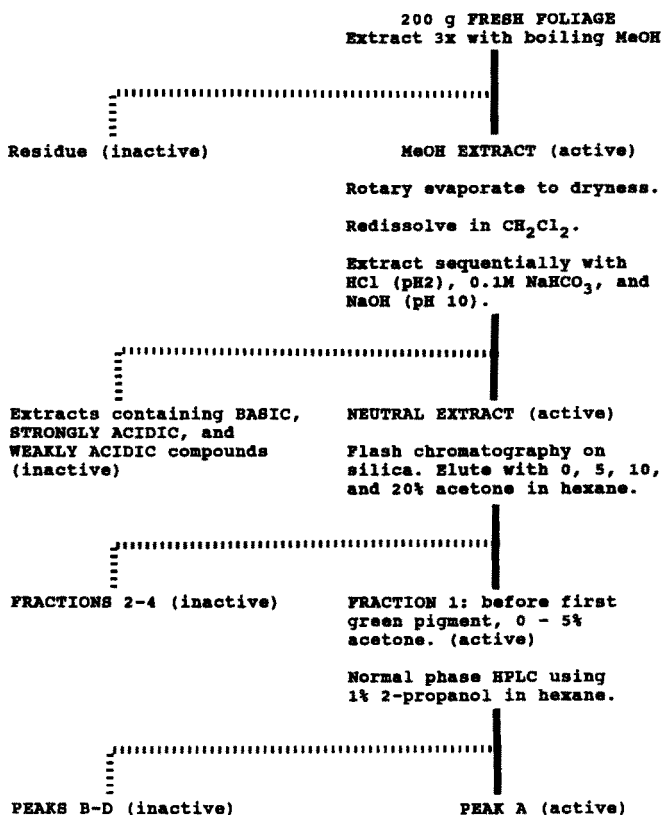 200 g FRESH FOLIAGE
Extract 3x with boiling MeOH
Residue (inactive)
MeOH EXTRACT (active)
Rotary evaporate to dryness.
Redissolve in CH₂Cl₂.
Extract sequentially with
HCl (pH2), 0.1M NaHCO₃, and
NaOH (pH 10).
Extracts containing BASIC,
STRONGLY ACIDIC, and
WEAKLY ACIDIC compounds
(inactive)
NEUTRAL EXTRACT (active)
Flash chromatography on
silica. Elute with 0, 5, 10,
and 20% acetone in hexane.
FRACTIONS 2-4 (inactive)
FRACTION 1: before first
green pigment, 0 - 5%
acetone. (active)
Normal phase HPLC using
1% 2-propanol in hexane.
PEAKS B-D (inactive)
PEAK A (active)